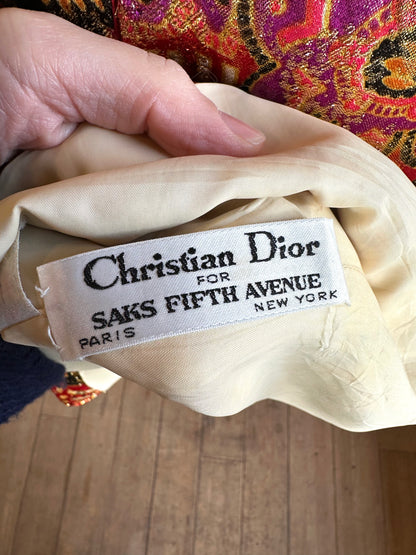 Christian Dior
FOR
SAKS FIFTH AVENUE
PARIS NEW YORK